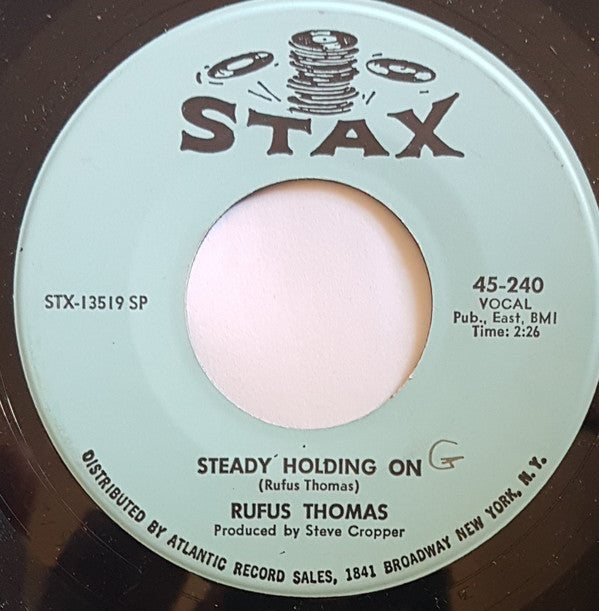 STAX
STX-13519 SP
45-240
VOCAL
Pub., East, BMI
Time: 2:26
STEADY HOLDING ON G
(Rufus Thomas)
RUFUS THOMAS
Produced by Steve Cropper
DISTRIBUTED BY ATLANTIC RECORD SALES, 1841 BROADWAY NEW YORK, N. Y.